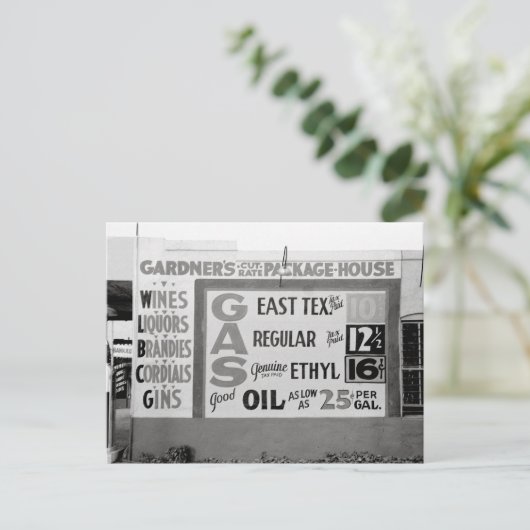 GARDNER'S CUT-RATE PACKAGE-HOUSE
WINES
LIQUORS
BRANDIES
CORDIALS
GINS
GAS
EAST TEX. Tax Paid 10
REGULAR Tax Paid 12½
Genuine TAX PAID ETHYL 16¢
Good OIL AS LOW AS 25¢ PER GAL.